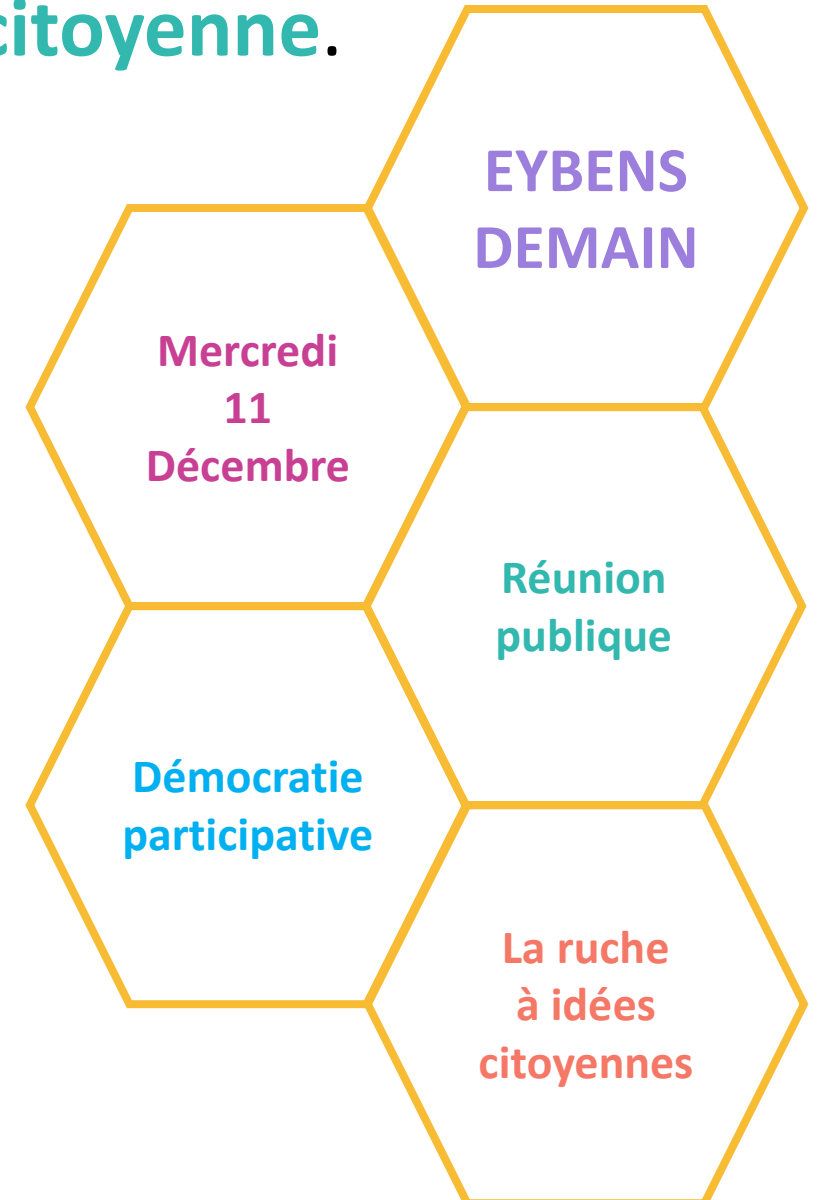 citoyenne.
EYBENS
DEMAIN
Mercredi
11
Décembre
Réunion
publique
Démocratie
participative
La ruche
à idées
citoyennes